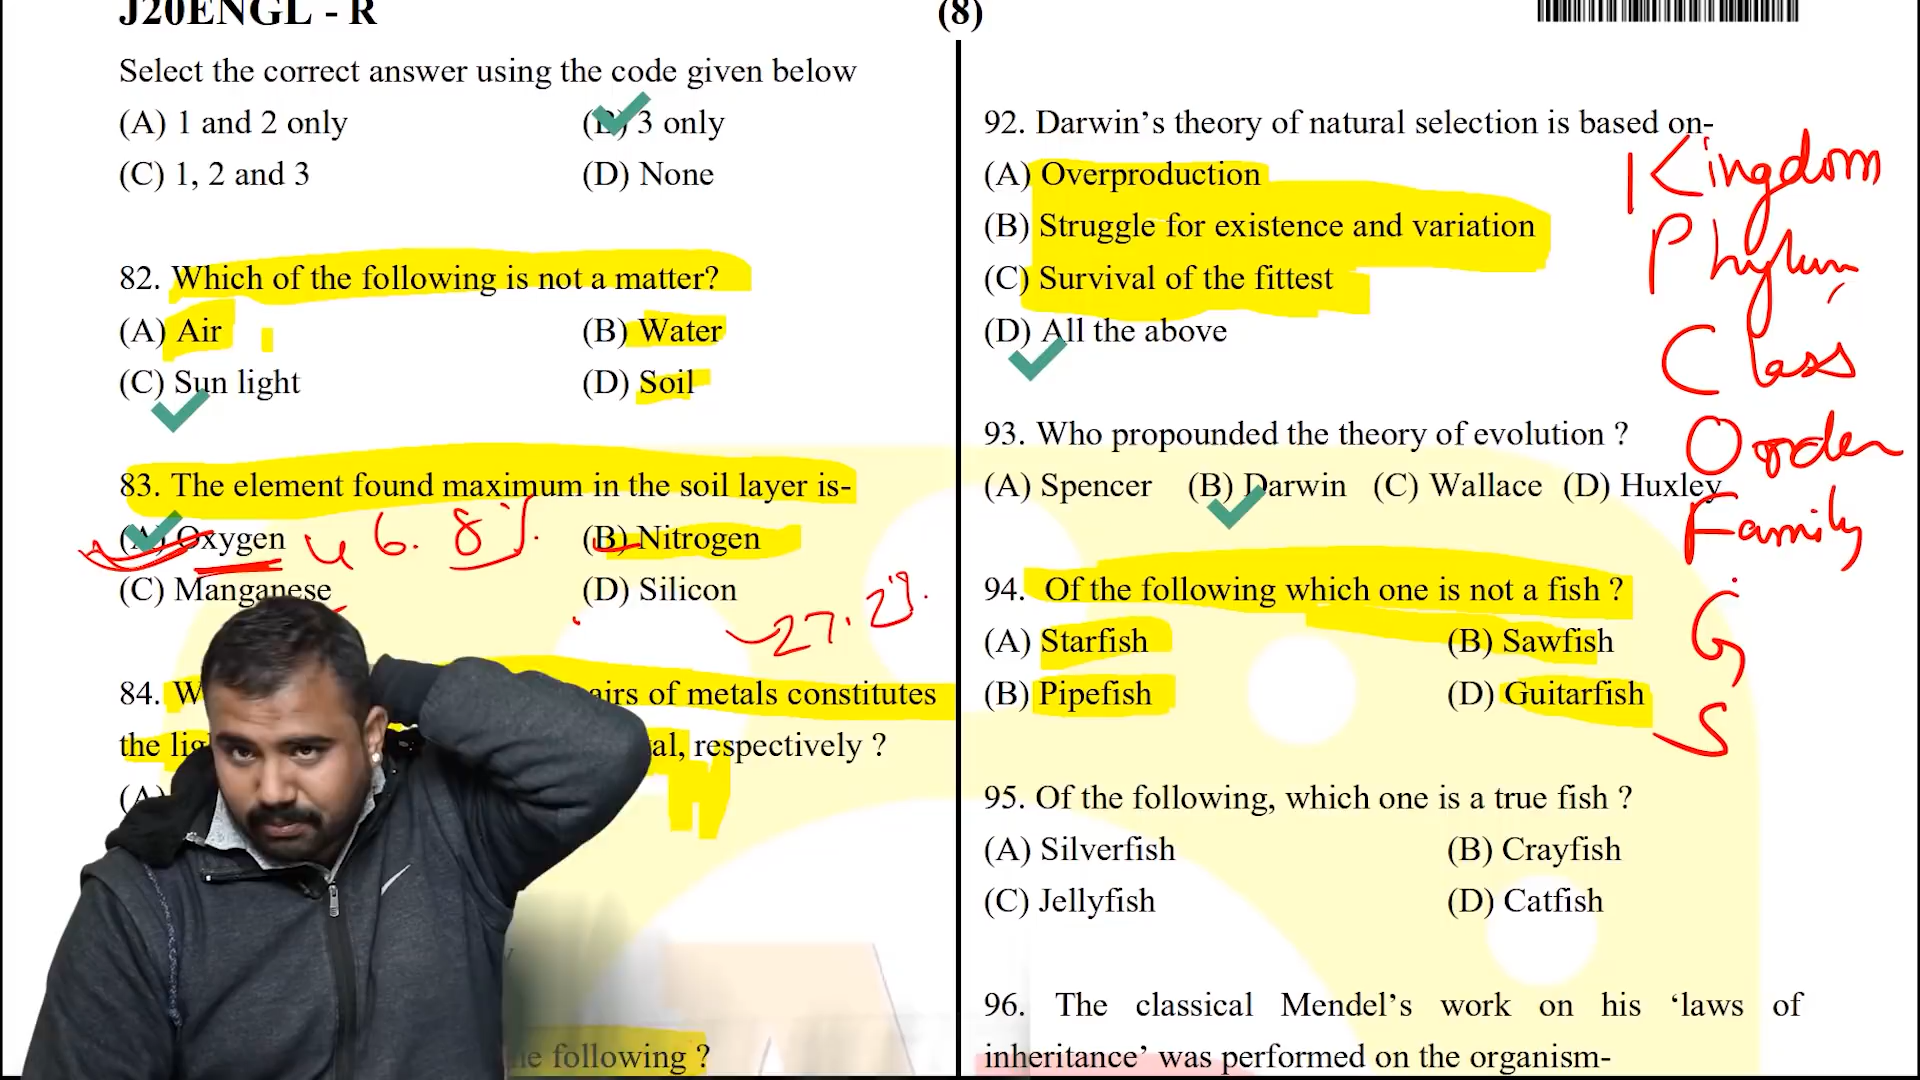 J20ENGL - R
(8)
Select the correct answer using the code given below
(A) 1 and 2 only
(B) 3 only
(C) 1, 2 and 3
(D) None
82. Which of the following is not a matter?
(A) Air
(B) Water
(C) Sun light
(D) Soil
83. The element found maximum in the soil layer is-
(A) Oxygen
46.8%
(B) Nitrogen
(C) Manganese
(D) Silicon
27.2%
84. W
airs of metals constitutes
the lig
al, respectively ?
(A)
he following ?
92. Darwin’s theory of natural selection is based on-
(A) Overproduction
(B) Struggle for existence and variation
(C) Survival of the fittest
(D) All the above
93. Who propounded the theory of evolution ?
(A) Spencer (B) Darwin (C) Wallace (D) Huxley
94. Of the following which one is not a fish ?
(A) Starfish
(B) Sawfish
(B) Pipefish
(D) Guitarfish
95. Of the following, which one is a true fish ?
(A) Silverfish
(B) Crayfish
(C) Jellyfish
(D) Catfish
96. The classical Mendel’s work on his ‘laws of
inheritance’ was performed on the organism-
Kingdom
Phylum
Class
Order
Family
G
S